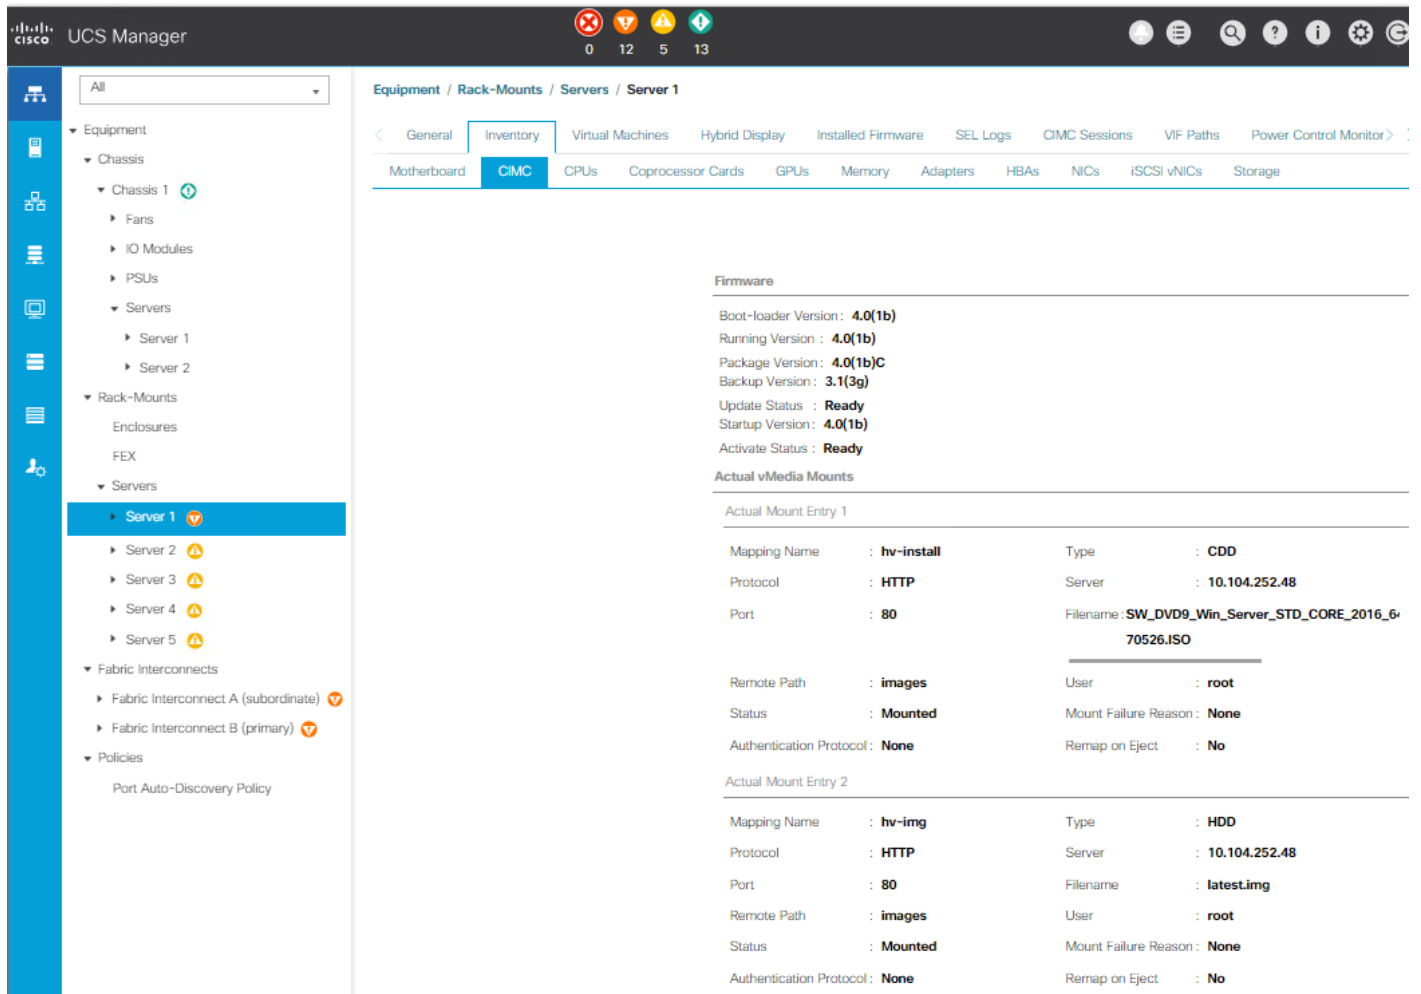 cisco UCS Manager
0 12 5 13
All
Equipment
Chassis
Chassis 1
Fans
IO Modules
PSUs
Servers
Server 1
Server 2
Rack-Mounts
Enclosures
FEX
Servers
Server 1
Server 2
Server 3
Server 4
Server 5
Fabric Interconnects
Fabric Interconnect A (subordinate)
Fabric Interconnect B (primary)
Policies
Port Auto-Discovery Policy
Equipment / Rack-Mounts / Servers / Server 1
General Inventory Virtual Machines Hybrid Display Installed Firmware SEL Logs CIMC Sessions VIF Paths Power Control Monitor
Motherboard CIMC CPUs Coprocessor Cards GPUs Memory Adapters HBAs NICs iSCSI vNICs Storage
Firmware
Boot-loader Version : 4.0(1b)
Running Version : 4.0(1b)
Package Version : 4.0(1b)C
Backup Version : 3.1(3g)
Update Status : Ready
Startup Version : 4.0(1b)
Activate Status : Ready
Actual vMedia Mounts
Actual Mount Entry 1
Mapping Name : hv-install Type : CDD
Protocol : HTTP Server : 10.104.252.48
Port : 80 Filename : SW_DVD9_Win_Server_STD_CORE_2016_64
70526.ISO
Remote Path : images User : root
Status : Mounted Mount Failure Reason : None
Authentication Protocol : None Remap on Eject : No
Actual Mount Entry 2
Mapping Name : hv-img Type : HDD
Protocol : HTTP Server : 10.104.252.48
Port : 80 Filename : latest.img
Remote Path : images User : root
Status : Mounted Mount Failure Reason : None
Authentication Protocol : None Remap on Eject : No